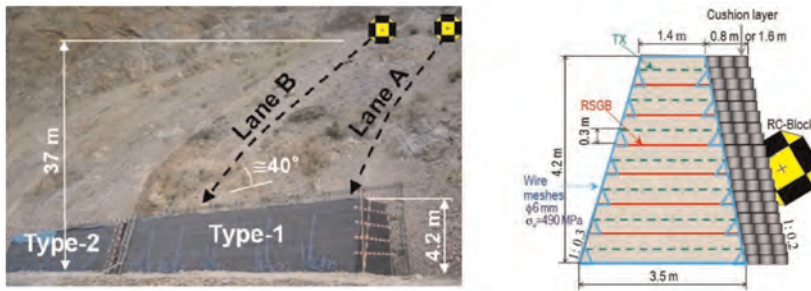 37 m
Lane B
Lane A
≅40°
Type-2
Type-1
4.2 m
Cushion layer
1.4 m
0.8 m or 1.6 m
TX
RSGB
0.3 m
4.2 m
RC-Block
Wire
meshes
ϕ6 mm
=490 MPa
1:0.3
1:0.2
3.5 m